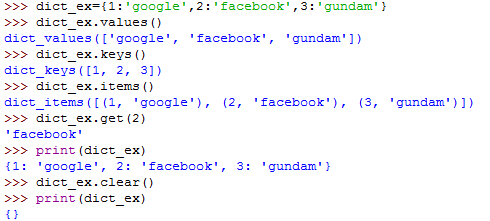 >>> dict_ex={1:'google',2:'facebook',3:'gundam'}
>>> dict_ex.values()
dict_values(['google', 'facebook', 'gundam'])
>>> dict_ex.keys()
dict_keys([1, 2, 3])
>>> dict_ex.items()
dict_items([(1, 'google'), (2, 'facebook'), (3, 'gundam')])
>>> dict_ex.get(2)
'facebook'
>>> print(dict_ex)
{1: 'google', 2: 'facebook', 3: 'gundam'}
>>> dict_ex.clear()
>>> print(dict_ex)
{}